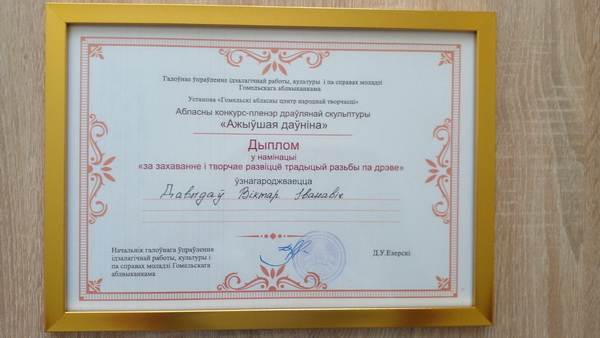 Галоўнае ўпраўленне ідэалагічнай работы, культуры і па справах моладзі
Гомельскага аблвыканкама
Установа «Гомельскі абласны цэнтр народнай творчасці»
Абласны конкурс-пленэр драўлянай скульптуры
«Ажыўшая даўніна»
Дыплом
у намінацыі
«за захаванне і творчае развіццё традыцый разьбы па дрэве»
ўзнагароджваецца
Давыдаў Віктар Іванавіч
Начальнік галоўнага ўпраўлення
ідэалагічнай работы, культуры і
па справах моладзі Гомельскага
аблвыканкама
Д.У.Езерскі